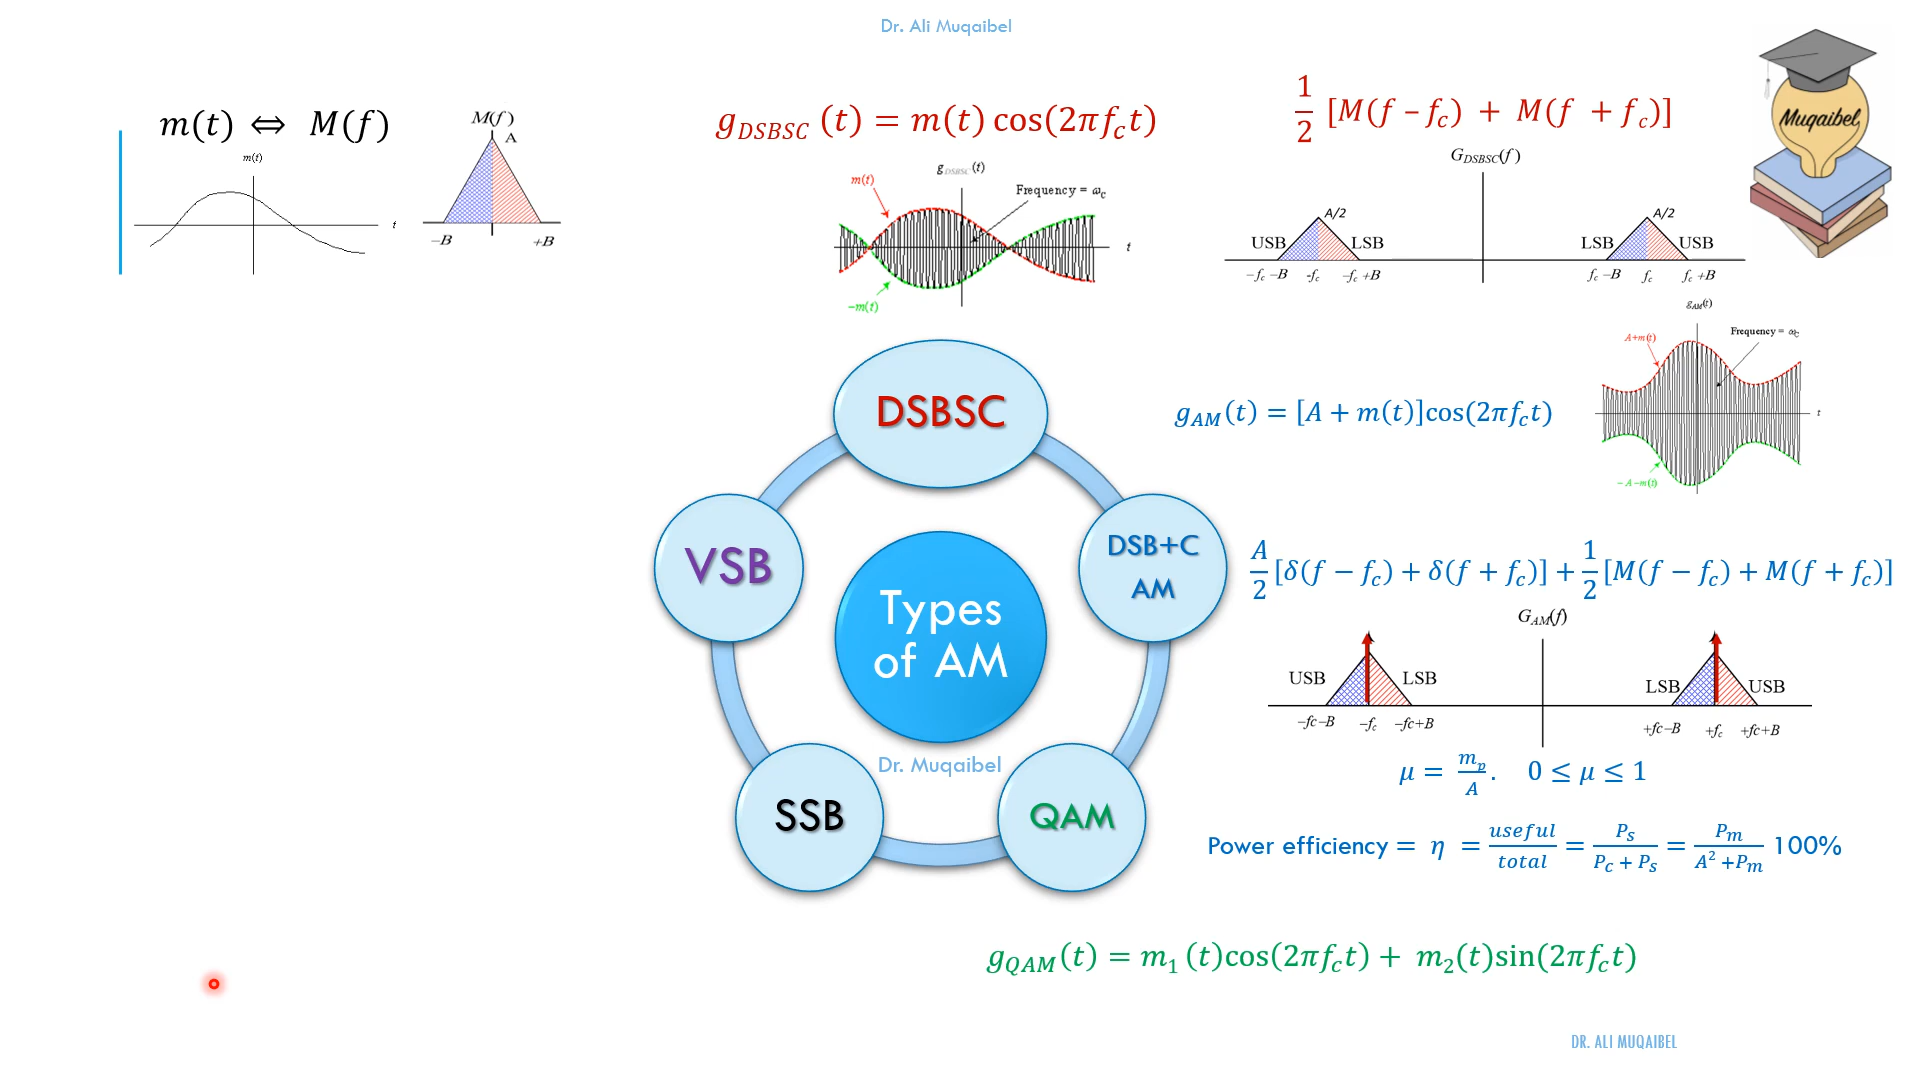 Dr. Ali Muqaibel
Muqaibel
m(t) ⇔ M(f)
m(t)
t
M(f)
A
−B
+B
g_DSBSC (t) = m(t) cos(2πf_c t)
g_DSBSC (t)
m(t)
Frequency = ω_c
t
−m(t)
1/2 [M(f – f_c) + M(f + f_c)]
G_DSBSC(f)
A/2
A/2
USB
LSB
LSB
USB
−f_c −B
-f_c
−f_c +B
f_c −B
f_c
f_c +B
g_AM(t)
Frequency = ω_c
A+m(t)
t
− A −m(t)
g_AM(t) = [A + m(t)]cos(2πf_c t)
DSBSC
DSB+C
AM
VSB
Types
of AM
SSB
QAM
Dr. Muqaibel
A/2 [δ(f − f_c) + δ(f + f_c)] + 1/2 [M(f − f_c) + M(f + f_c)]
G_AM(f)
USB
LSB
LSB
USB
−fc−B
−f_c
−fc+B
+fc−B
+f_c
+fc+B
μ = m_p/A. 0 ≤ μ ≤ 1
Power efficiency = η = useful/total = P_s/(P_c + P_s) = P_m/(A² +P_m) 100%
g_QAM(t) = m_1 (t)cos(2πf_c t) + m_2(t)sin(2πf_c t)
DR. ALI MUQAIBEL